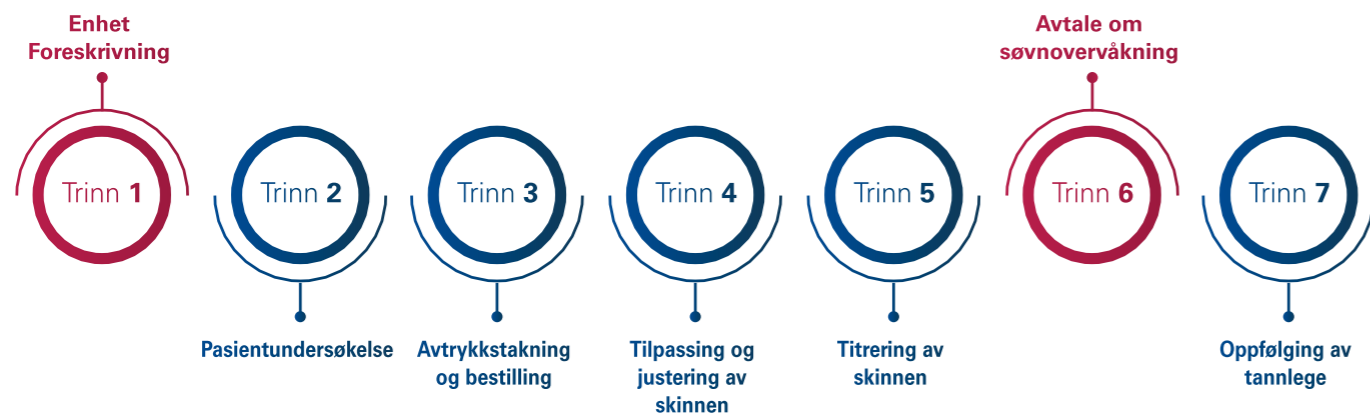 Enhet
Foreskrivning
Trinn 1
Trinn 2
Pasientundersøkelse
Trinn 3
Avtrykkstakning
og bestilling
Trinn 4
Tilpassing og
justering av
skinnen
Trinn 5
Titrering av
skinnen
Avtale om
søvnovervåkning
Trinn 6
Trinn 7
Oppfølging av
tannlege